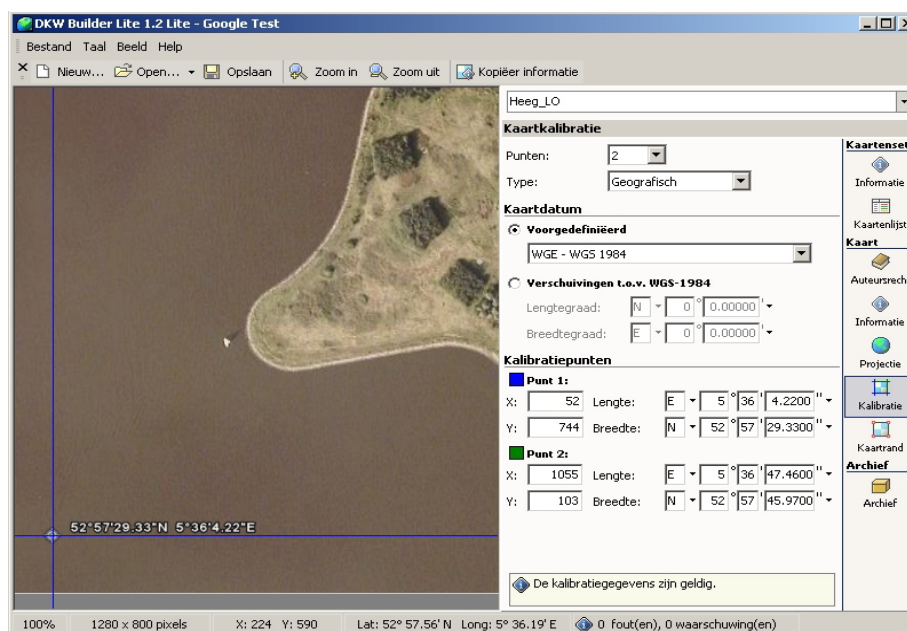 DKW Builder Lite 1.2 Lite - Google Test
Bestand Taal Beeld Help
Nieuw... Open... Opslaan Zoom in Zoom uit Kopiëer informatie
Heeg_LO
Kaartkalibratie
Punten: 2
Type: Geografisch
Kaartdatum
Voorgedefiniëerd
WGE - WGS 1984
Verschuivingen t.o.v. WGS-1984
Lengtegraad: N 0 ° 0.00000 '
Breedtegraad: E 0 ° 0.00000 '
Kalibratiepunten
Punt 1:
X: 52 Lengte: E 5 ° 36 ' 4.2200 "
Y: 744 Breedte: N 52 ° 57 ' 29.3300 "
Punt 2:
X: 1055 Lengte: E 5 ° 36 ' 47.4600 "
Y: 103 Breedte: N 52 ° 57 ' 45.9700 "
De kalibratiegegevens zijn geldig.
Kaartenset
Informatie
Kaartenlijst
Kaart
Auteursrech
Informatie
Projectie
Kalibratie
Kaartrand
Archief
Archief
52°57'29.33"N 5°36'4.22"E
100% 1280 x 800 pixels X: 224 Y: 590 Lat: 52° 57.56' N Long: 5° 36.19' E 0 fout(en), 0 waarschuwing(en)